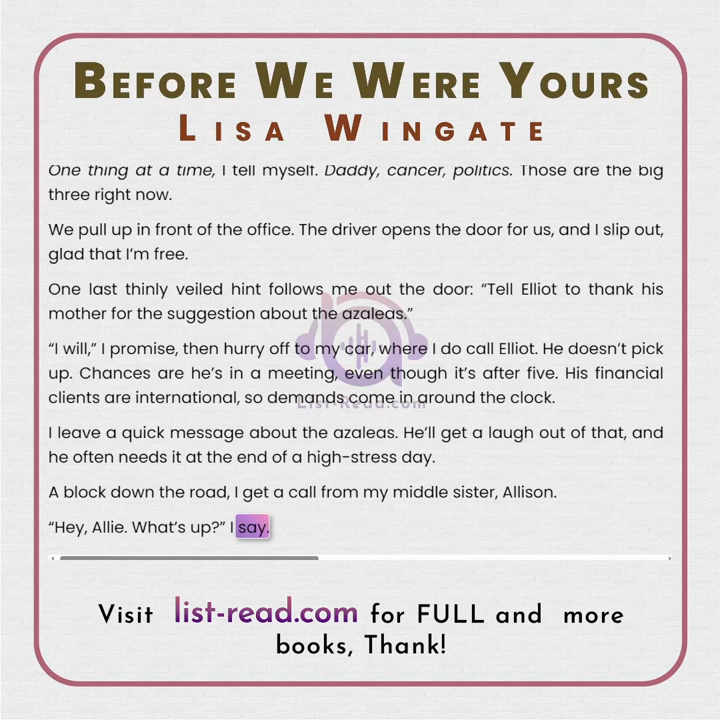 BEFORE WE WERE YOURS
LISA WINGATE
One thing at a time, I tell myself. Daddy, cancer, politics. Those are the big
three right now.
We pull up in front of the office. The driver opens the door for us, and I slip out,
glad that I’m free.
One last thinly veiled hint follows me out the door: “Tell Elliot to thank his
mother for the suggestion about the azaleas.”
“I will,” I promise, then hurry off to my car, where I do call Elliot. He doesn’t pick
up. Chances are he’s in a meeting, even though it’s after five. His financial
clients are international, so demands come in around the clock.
List-Read.com
I leave a quick message about the azaleas. He’ll get a laugh out of that, and
he often needs it at the end of a high-stress day.
A block down the road, I get a call from my middle sister, Allison.
“Hey, Allie. What’s up?” I say.
Visit list-read.com for FULL and more
books, Thank!